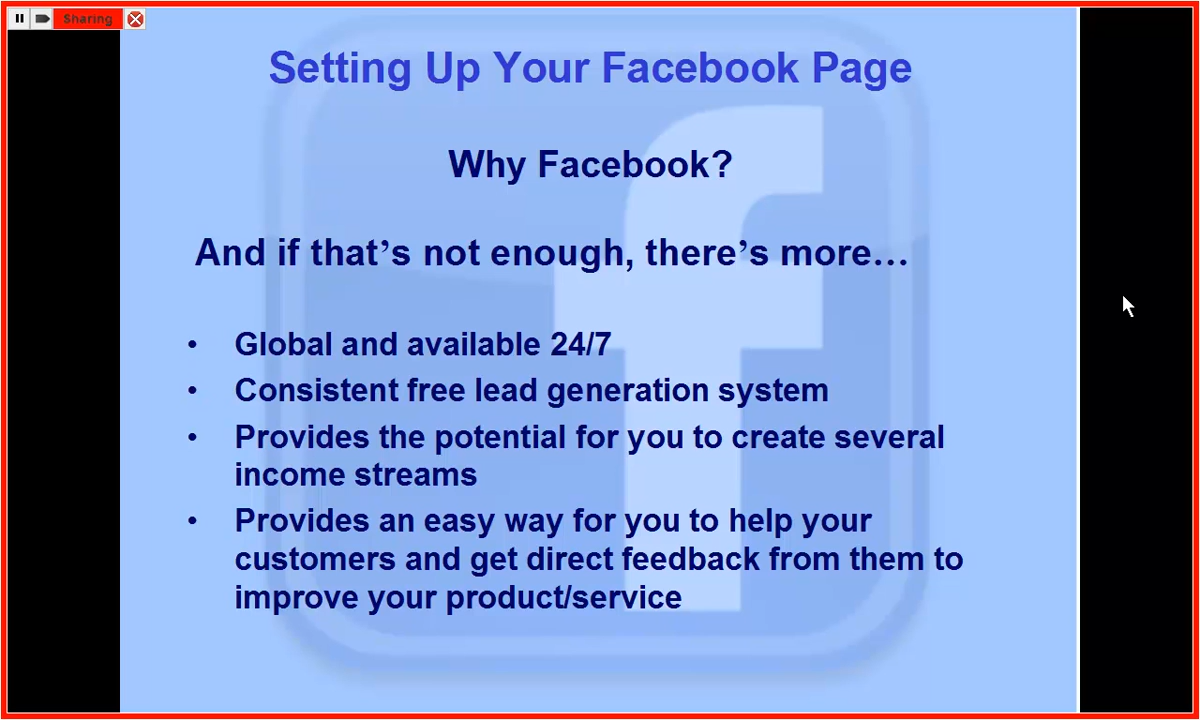 Sharing
Setting Up Your Facebook Page
Why Facebook?
And if that’s not enough, there’s more…
• Global and available 24/7
• Consistent free lead generation system
• Provides the potential for you to create several
income streams
• Provides an easy way for you to help your
customers and get direct feedback from them to
improve your product/service